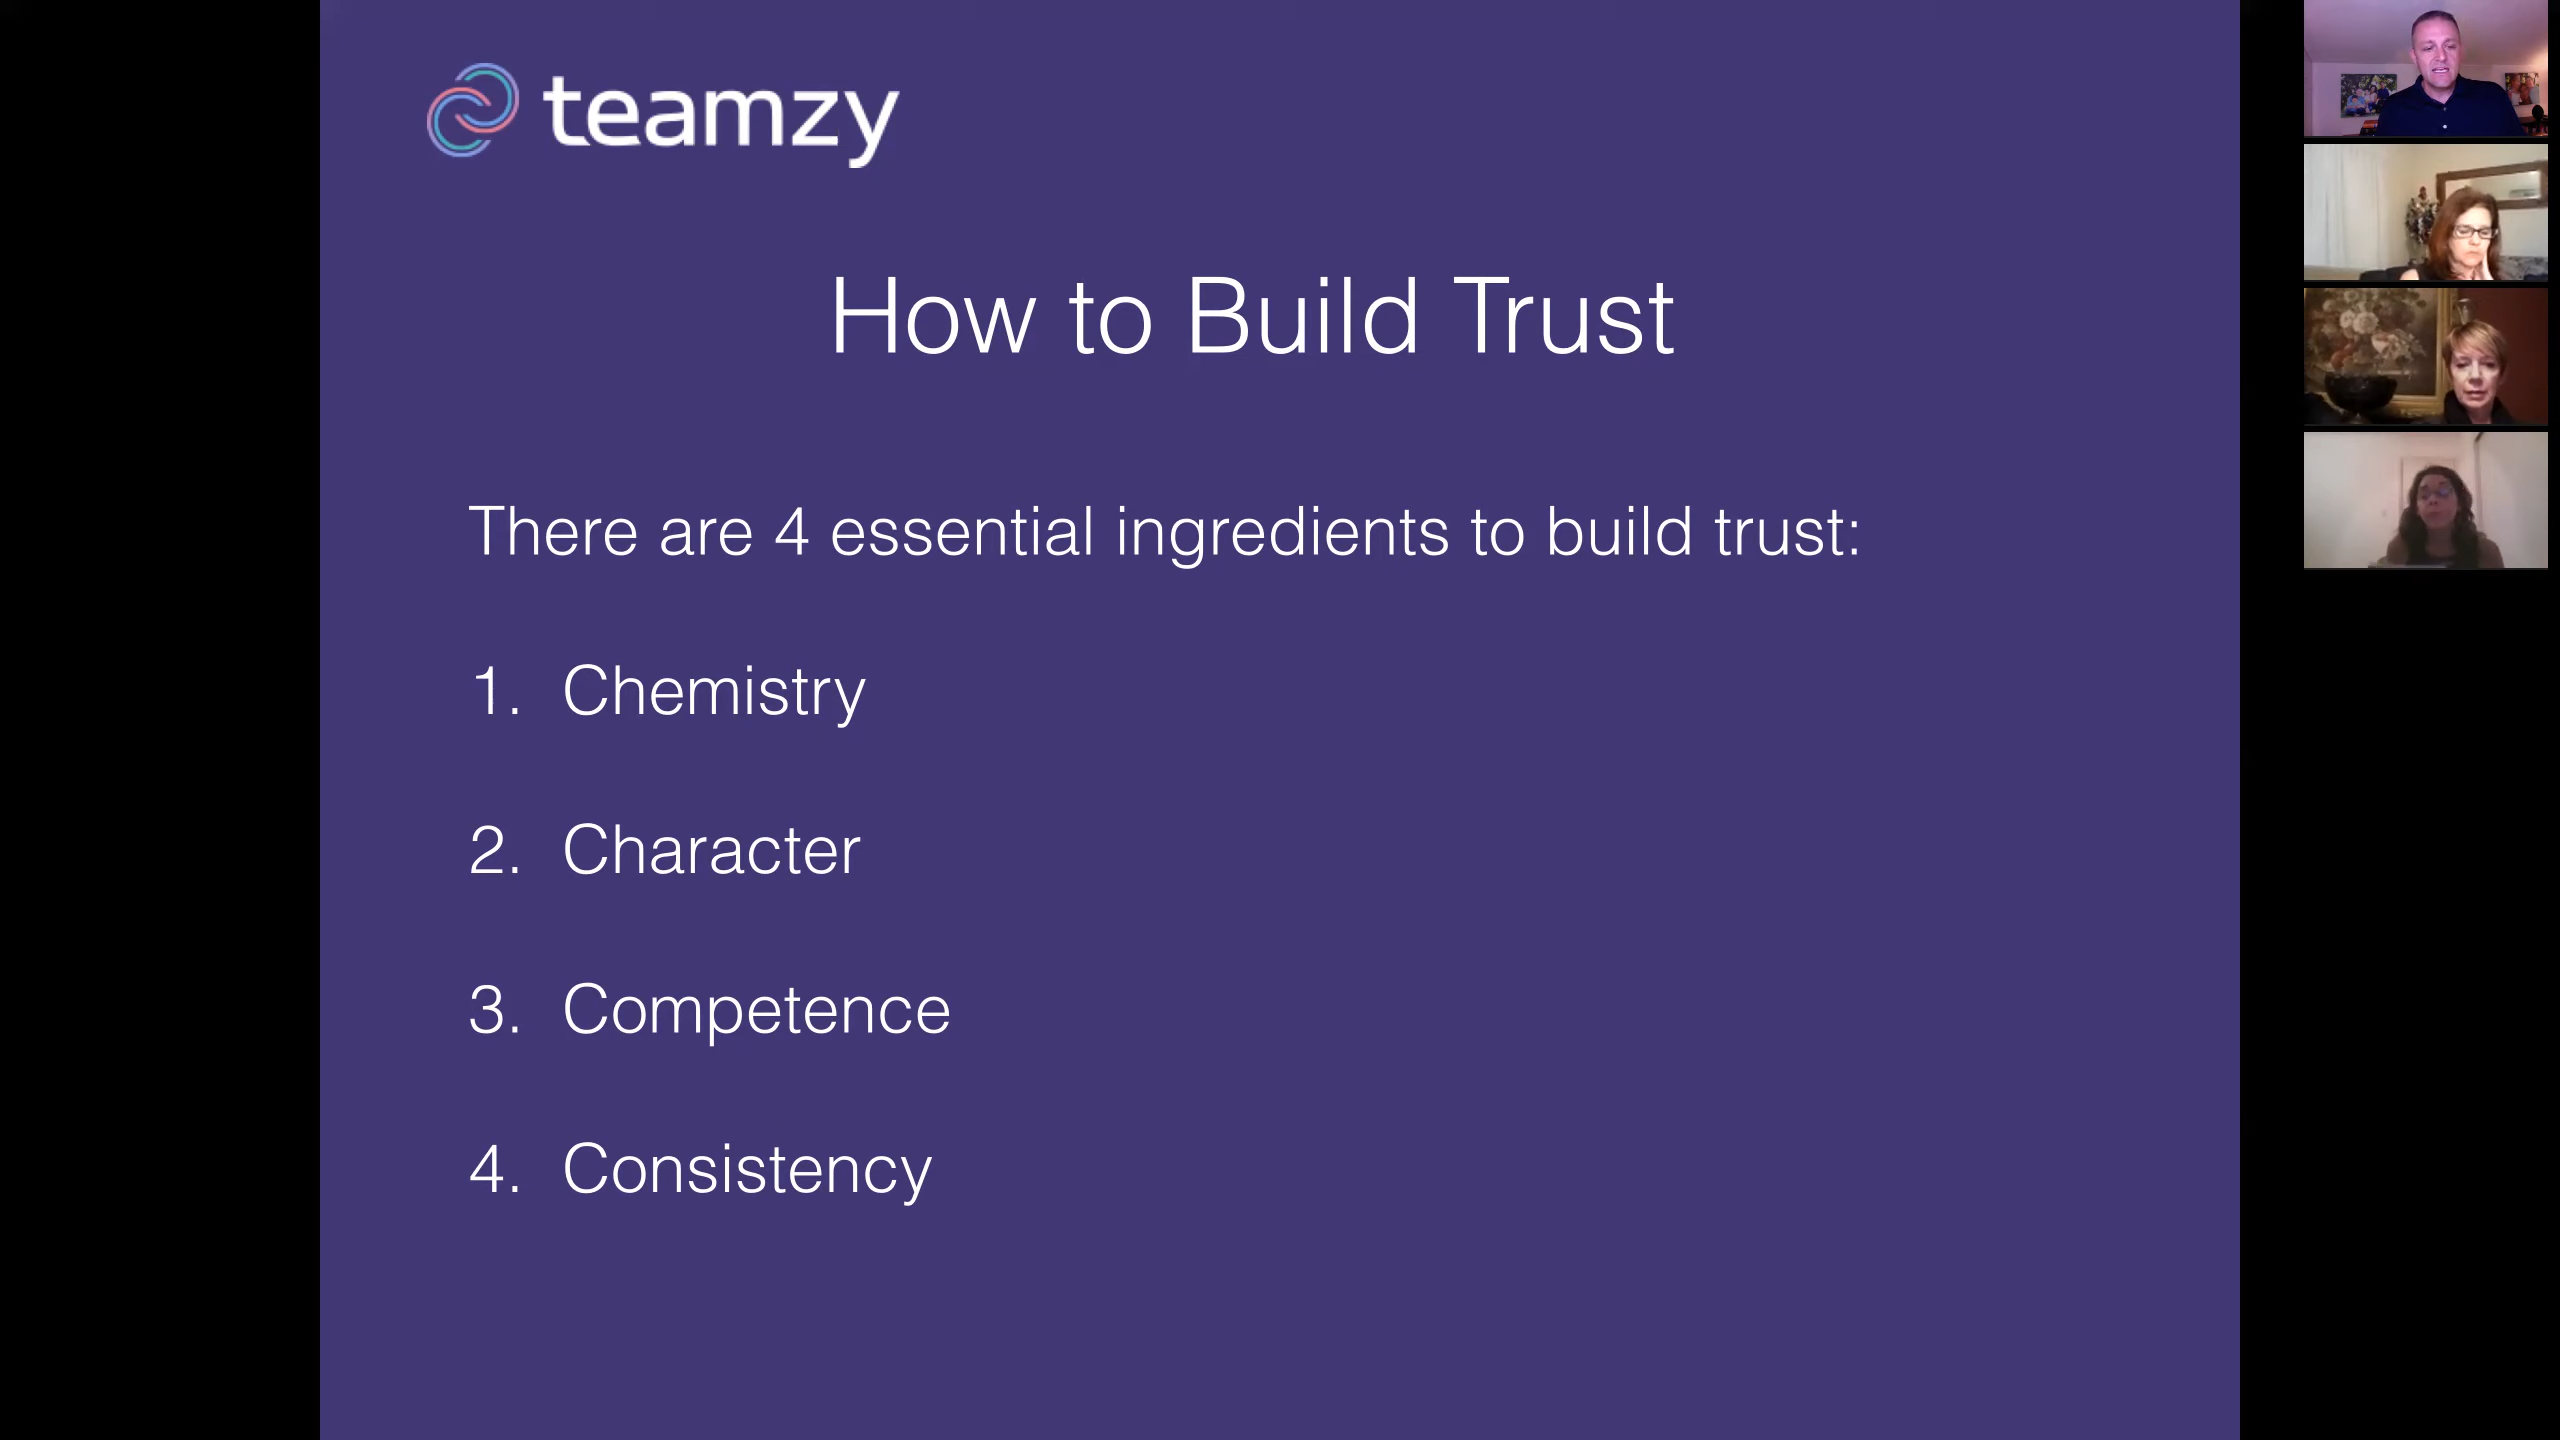 teamzy
How to Build Trust
There are 4 essential ingredients to build trust:
1. Chemistry
2. Character
3. Competence
4. Consistency